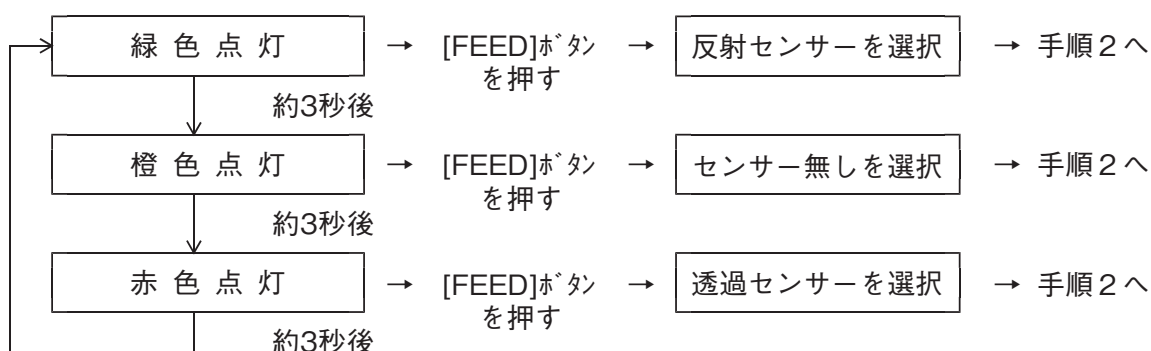 緑色点灯 → [FEED]ﾎﾞﾀﾝ → 反射センサーを選択 → 手順2へ
を押す
約3秒後
橙色点灯 → [FEED]ﾎﾞﾀﾝ → センサー無しを選択 → 手順2へ
を押す
約3秒後
赤色点灯 → [FEED]ﾎﾞﾀﾝ → 透過センサーを選択 → 手順2へ
を押す
約3秒後